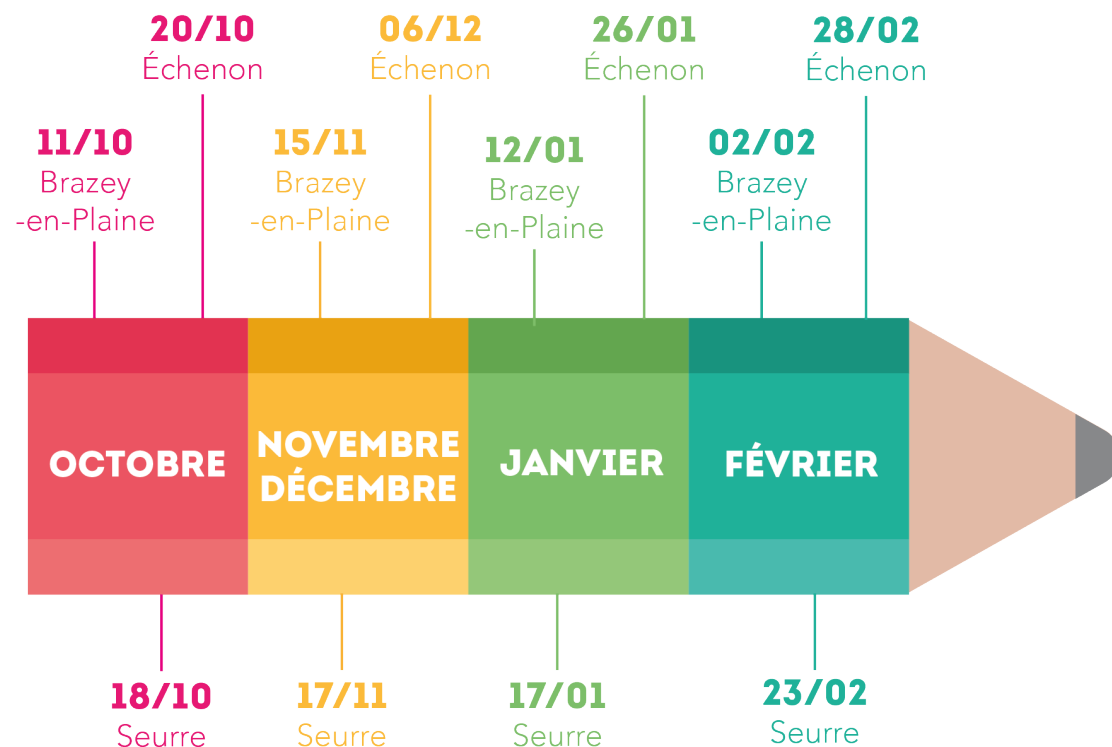 20/10
Échenon
06/12
Échenon
26/01
Échenon
28/02
Échenon
11/10
Brazey
-en-Plaine
15/11
Brazey
-en-Plaine
12/01
Brazey
-en-Plaine
02/02
Brazey
-en-Plaine
OCTOBRE
NOVEMBRE
DÉCEMBRE
JANVIER
FÉVRIER
18/10
Seurre
17/11
Seurre
17/01
Seurre
23/02
Seurre